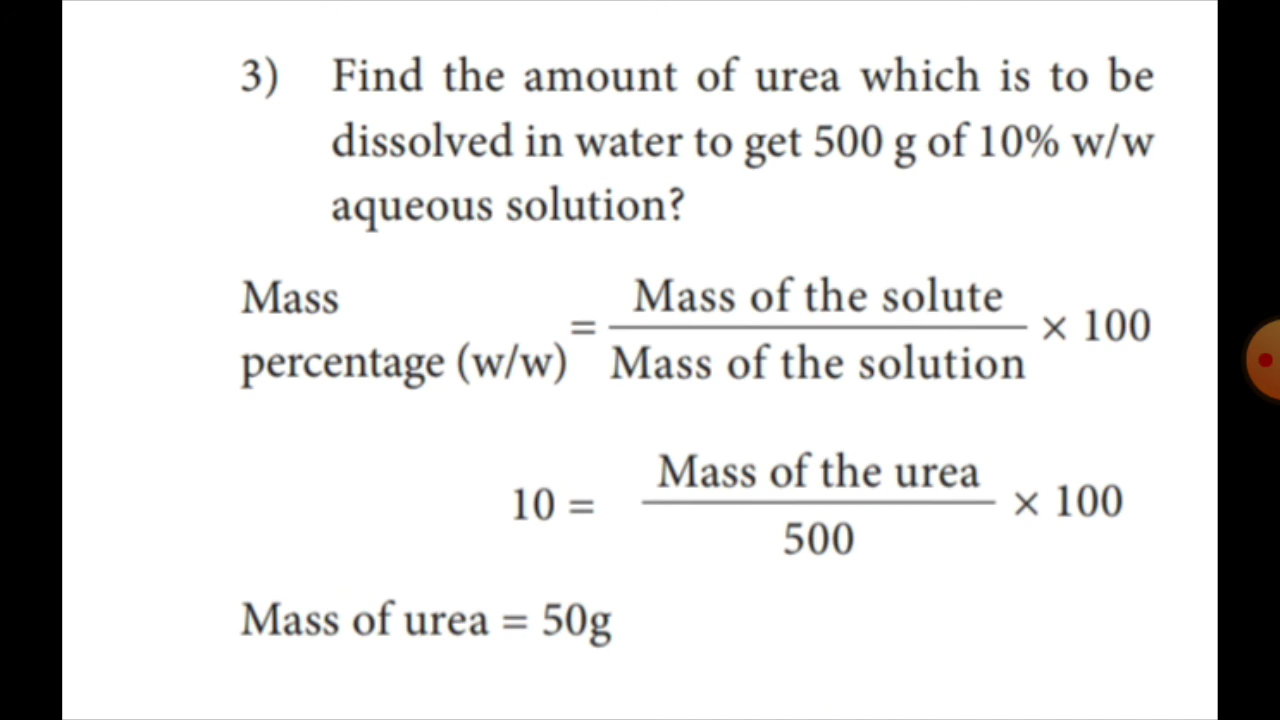 3) Find the amount of urea which is to be
dissolved in water to get 500 g of 10% w/w
aqueous solution?
Mass
percentage (w/w) = Mass of the solute / Mass of the solution × 100
10 = Mass of the urea / 500 × 100
Mass of urea = 50g